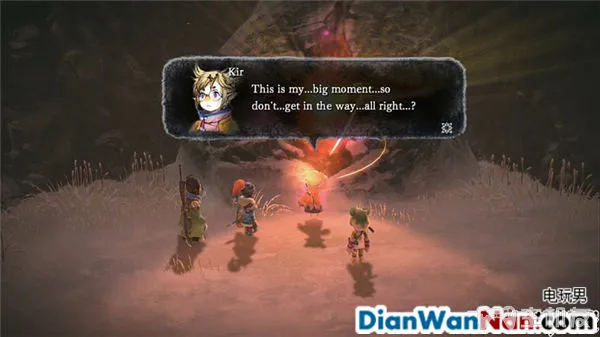 Kir
This is my...big moment...so
don't...get in the way...all right...?
电玩男
DianWanNan.com